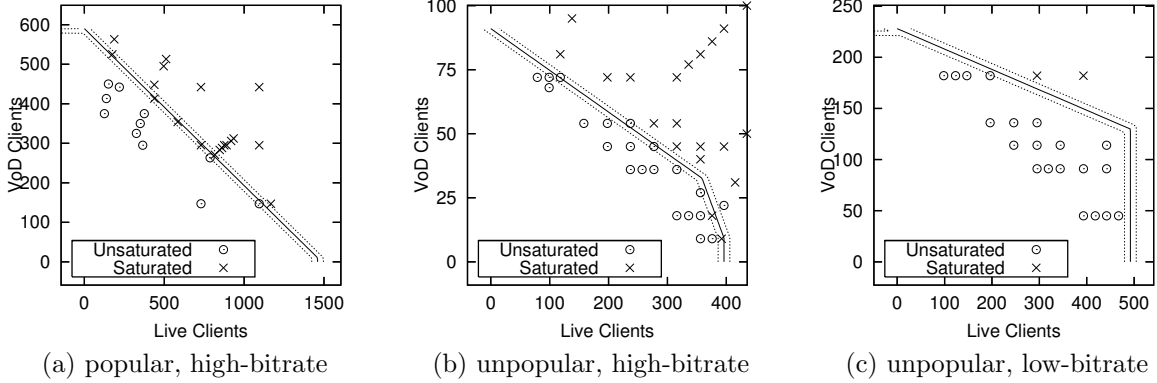 600
500
400
300
200
100
0
VoD Clients
0 500 1000 1500
Live Clients
Unsaturated
Saturated
(a) popular, high-bitrate
100
75
50
25
0
VoD Clients
0 100 200 300 400
Live Clients
Unsaturated
Saturated
(b) unpopular, high-bitrate
250
200
150
100
50
0
VoD Clients
0 100 200 300 400 500
Live Clients
Unsaturated
Saturated
(c) unpopular, low-bitrate